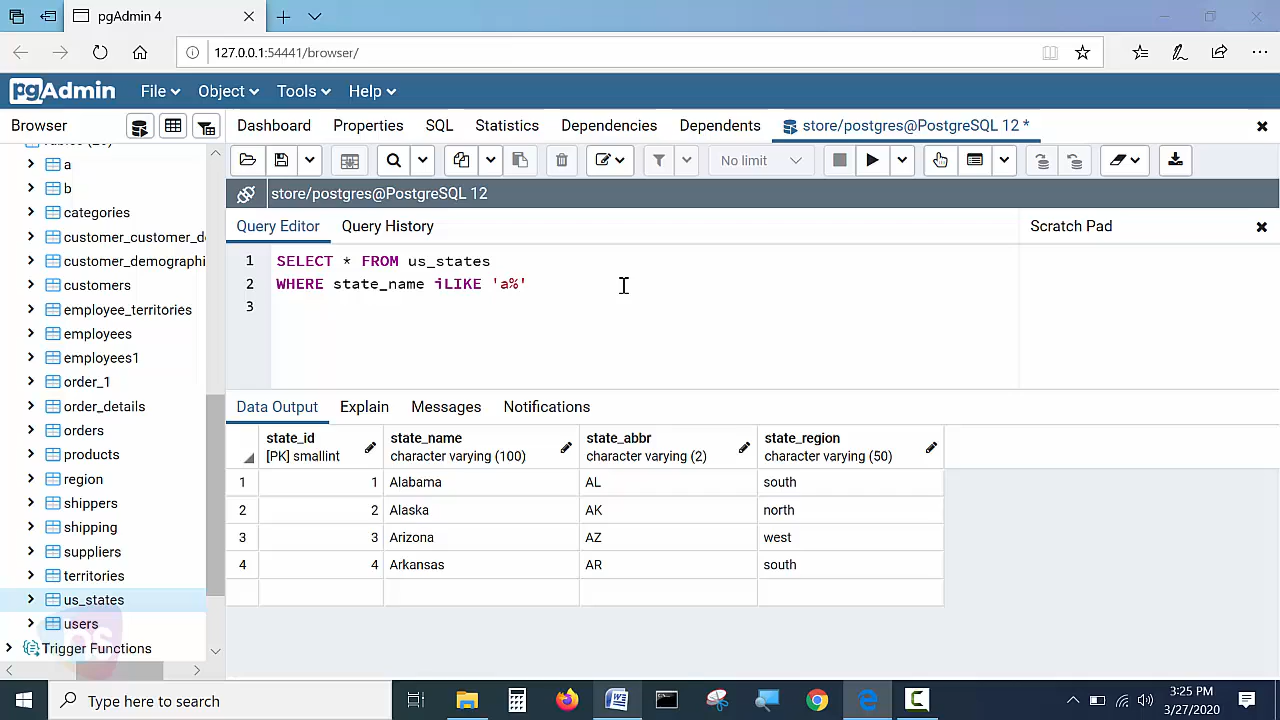 pgAdmin 4
127.0.0.1:54441/browser/
pgAdmin File Object Tools Help
Browser Dashboard Properties SQL Statistics Dependencies Dependents store/postgres@PostgreSQL 12 *
No limit
store/postgres@PostgreSQL 12
Query Editor Query History Scratch Pad
1 SELECT * FROM us_states
2 WHERE state_name iLIKE 'a%'
3
a
b
categories
customer_customer_d
customer_demographi
customers
employee_territories
employees
employees1
order_1
order_details
orders
products
region
shippers
shipping
suppliers
territories
us_states
users
Trigger Functions
Data Output Explain Messages Notifications
state_id state_name state_abbr state_region
[PK] smallint character varying (100) character varying (2) character varying (50)
1 1 Alabama AL south
2 2 Alaska AK north
3 3 Arizona AZ west
4 4 Arkansas AR south
Type here to search
3:25 PM
3/27/2020